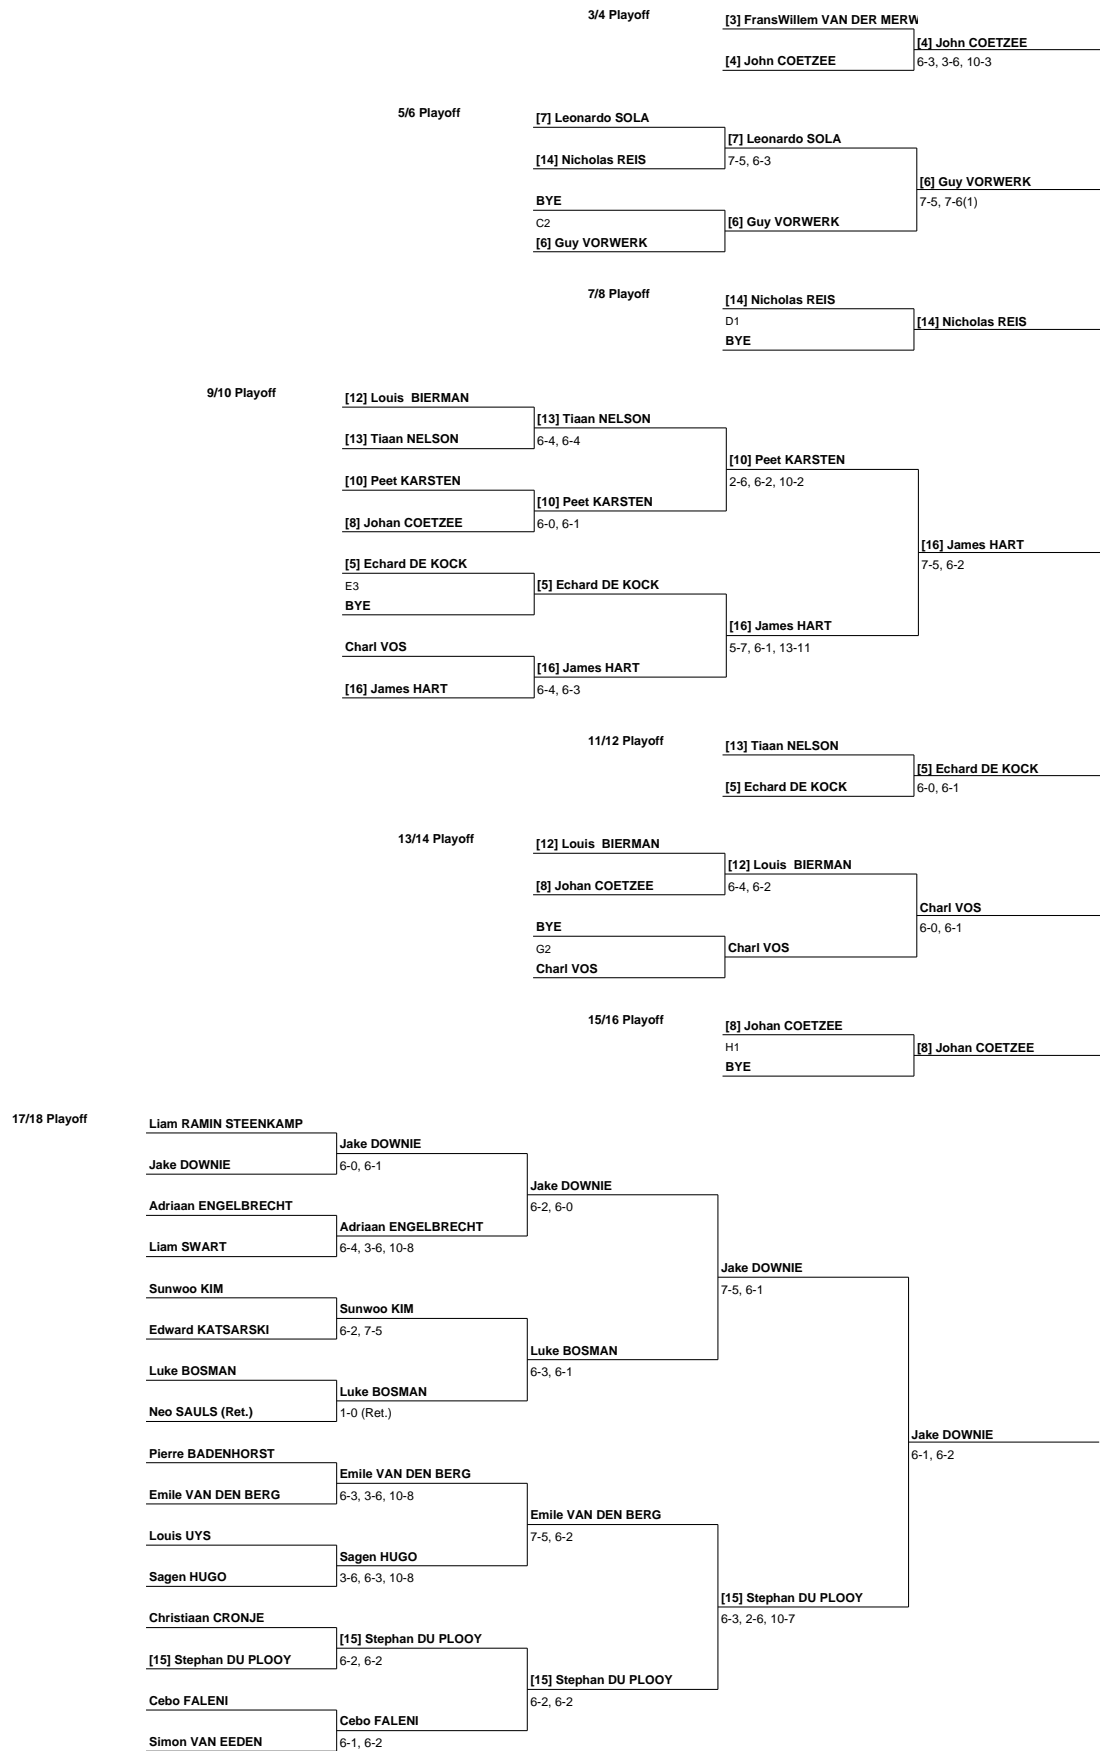 3/4 Playoff
[3] FransWillem VAN DER MERW
[4] John COETZEE
[4] John COETZEE
6-3, 3-6, 10-3
5/6 Playoff
[7] Leonardo SOLA
[7] Leonardo SOLA
[14] Nicholas REIS
7-5, 6-3
[6] Guy VORWERK
BYE
7-5, 7-6(1)
C2
[6] Guy VORWERK
[6] Guy VORWERK
7/8 Playoff
[14] Nicholas REIS
D1
[14] Nicholas REIS
BYE
9/10 Playoff
[12] Louis  BIERMAN
[13] Tiaan NELSON
[13] Tiaan NELSON
6-4, 6-4
[10] Peet KARSTEN
[10] Peet KARSTEN
2-6, 6-2, 10-2
[10] Peet KARSTEN
[8] Johan COETZEE
6-0, 6-1
[16] James HART
[5] Echard DE KOCK
7-5, 6-2
E3
[5] Echard DE KOCK
BYE
[16] James HART
Charl VOS
5-7, 6-1, 13-11
[16] James HART
[16] James HART
6-4, 6-3
11/12 Playoff
[13] Tiaan NELSON
[5] Echard DE KOCK
[5] Echard DE KOCK
6-0, 6-1
13/14 Playoff
[12] Louis  BIERMAN
[12] Louis  BIERMAN
[8] Johan COETZEE
6-4, 6-2
Charl VOS
BYE
6-0, 6-1
G2
Charl VOS
Charl VOS
15/16 Playoff
[8] Johan COETZEE
H1
[8] Johan COETZEE
BYE
17/18 Playoff
Liam RAMIN STEENKAMP
Jake DOWNIE
Jake DOWNIE
6-0, 6-1
Jake DOWNIE
Adriaan ENGELBRECHT
6-2, 6-0
Adriaan ENGELBRECHT
Liam SWART
6-4, 3-6, 10-8
Jake DOWNIE
Sunwoo KIM
7-5, 6-1
Sunwoo KIM
Edward KATSARSKI
6-2, 7-5
Luke BOSMAN
Luke BOSMAN
6-3, 6-1
Luke BOSMAN
Neo SAULS (Ret.)
1-0 (Ret.)
Jake DOWNIE
Pierre BADENHORST
6-1, 6-2
Emile VAN DEN BERG
Emile VAN DEN BERG
6-3, 3-6, 10-8
Emile VAN DEN BERG
Louis UYS
7-5, 6-2
Sagen HUGO
Sagen HUGO
3-6, 6-3, 10-8
[15] Stephan DU PLOOY
Christiaan CRONJE
6-3, 2-6, 10-7
[15] Stephan DU PLOOY
[15] Stephan DU PLOOY
6-2, 6-2
[15] Stephan DU PLOOY
Cebo FALENI
6-2, 6-2
Cebo FALENI
Simon VAN EEDEN
6-1, 6-2